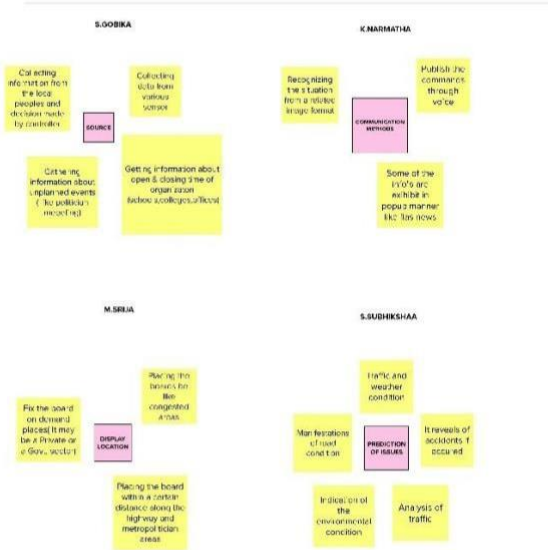 S.GOBIKA
Collecting
information from
the local
peoples and
decision made
by controller
Collecting
data from
various
sensor
SOURCE
Gathering
information about
unplanned events
( like politician
meeting)
Getting information about
open & closing time of
organization
K.NARMATHA
Recognizing
the situation
from a related
image format
Publish the
commands
through
voice
COMMUNICATION
METHODS
Some of the
info's are
exhibit in
popup manner
like flas news
M.SRIJA
Placing the
boards
like
congested
areas
Fix the board
on demand
places( It may
be a Private or
a Govt. sector)
DISPLAY
LOCATION
Placing the board
within a certain
distance along the
highway and
metropolitician
areas
S.SUBHIKSHAA
Traffic and
weather
condition
Manifestations
of road
condition
PREDICTION
OF ISSUES
It reveals of
accidents if
occured
Indication of
the
environmental
condition
Analysis of
traffic